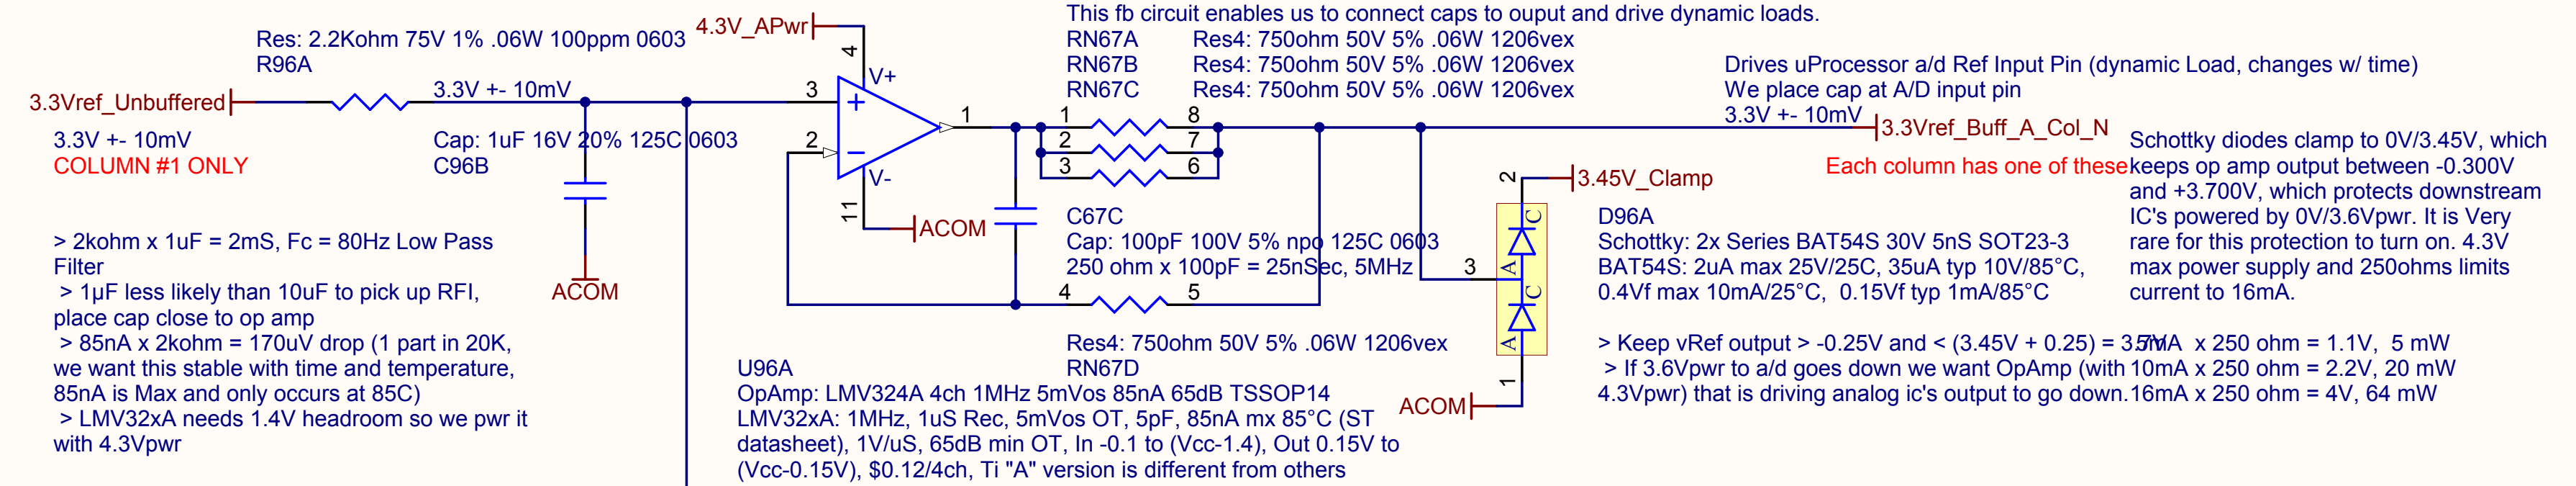 This fb circuit enables us to connect caps to ouput and drive dynamic loads.
4.3V_APwr
Res: 2.2Kohm 75V 1% .06W 100ppm 0603
R96A
RN67A Res4: 750ohm 50V 5% .06W 1206vex
RN67B Res4: 750ohm 50V 5% .06W 1206vex
RN67C Res4: 750ohm 50V 5% .06W 1206vex
Drives uProcessor a/d Ref Input Pin (dynamic Load, changes w/ time)
We place cap at A/D input pin
3.3V +- 10mV
3.3Vref_Unbuffered
3.3V +- 10mV
3.3V +- 10mV
COLUMN #1 ONLY
Cap: 1uF 16V 20% 125C 0603
C96B
4
V+
3
+
2
−
V-
11
1
ACOM
1 8
2 7
3 6
3.3Vref_Buff_A_Col_N
Each column has one of these.
Schottky diodes clamp to 0V/3.45V, which
keeps op amp output between -0.300V
and +3.700V, which protects downstream
IC's powered by 0V/3.6Vpwr. It is Very
rare for this protection to turn on. 4.3V
max power supply and 250ohms limits
current to 16mA.
2
3.45V_Clamp
C
A
3
C
A
1
ACOM
C67C
Cap: 100pF 100V 5% npo 125C 0603
250 ohm x 100pF = 25nSec, 5MHz
4 5
Res4: 750ohm 50V 5% .06W 1206vex
RN67D
D96A
Schottky: 2x Series BAT54S 30V 5nS SOT23-3
BAT54S: 2uA max 25V/25C, 35uA typ 10V/85°C,
0.4Vf max 10mA/25°C, 0.15Vf typ 1mA/85°C
> Keep vRef output > -0.25V and < (3.45V + 0.25) = 3.7V
> If 3.6Vpwr to a/d goes down we want OpAmp (with
4.3Vpwr) that is driving analog ic's output to go down.
5mA x 250 ohm = 1.1V, 5 mW
10mA x 250 ohm = 2.2V, 20 mW
16mA x 250 ohm = 4V, 64 mW
ACOM
> 2kohm x 1uF = 2mS, Fc = 80Hz Low Pass
Filter
> 1µF less likely than 10uF to pick up RFI,
place cap close to op amp
> 85nA x 2kohm = 170uV drop (1 part in 20K,
we want this stable with time and temperature,
85nA is Max and only occurs at 85C)
> LMV32xA needs 1.4V headroom so we pwr it
with 4.3Vpwr
U96A
OpAmp: LMV324A 4ch 1MHz 5mVos 85nA 65dB TSSOP14
LMV32xA: 1MHz, 1uS Rec, 5mVos OT, 5pF, 85nA mx 85°C (ST
datasheet), 1V/uS, 65dB min OT, In -0.1 to (Vcc-1.4), Out 0.15V to
(Vcc-0.15V), $0.12/4ch, Ti "A" version is different from others